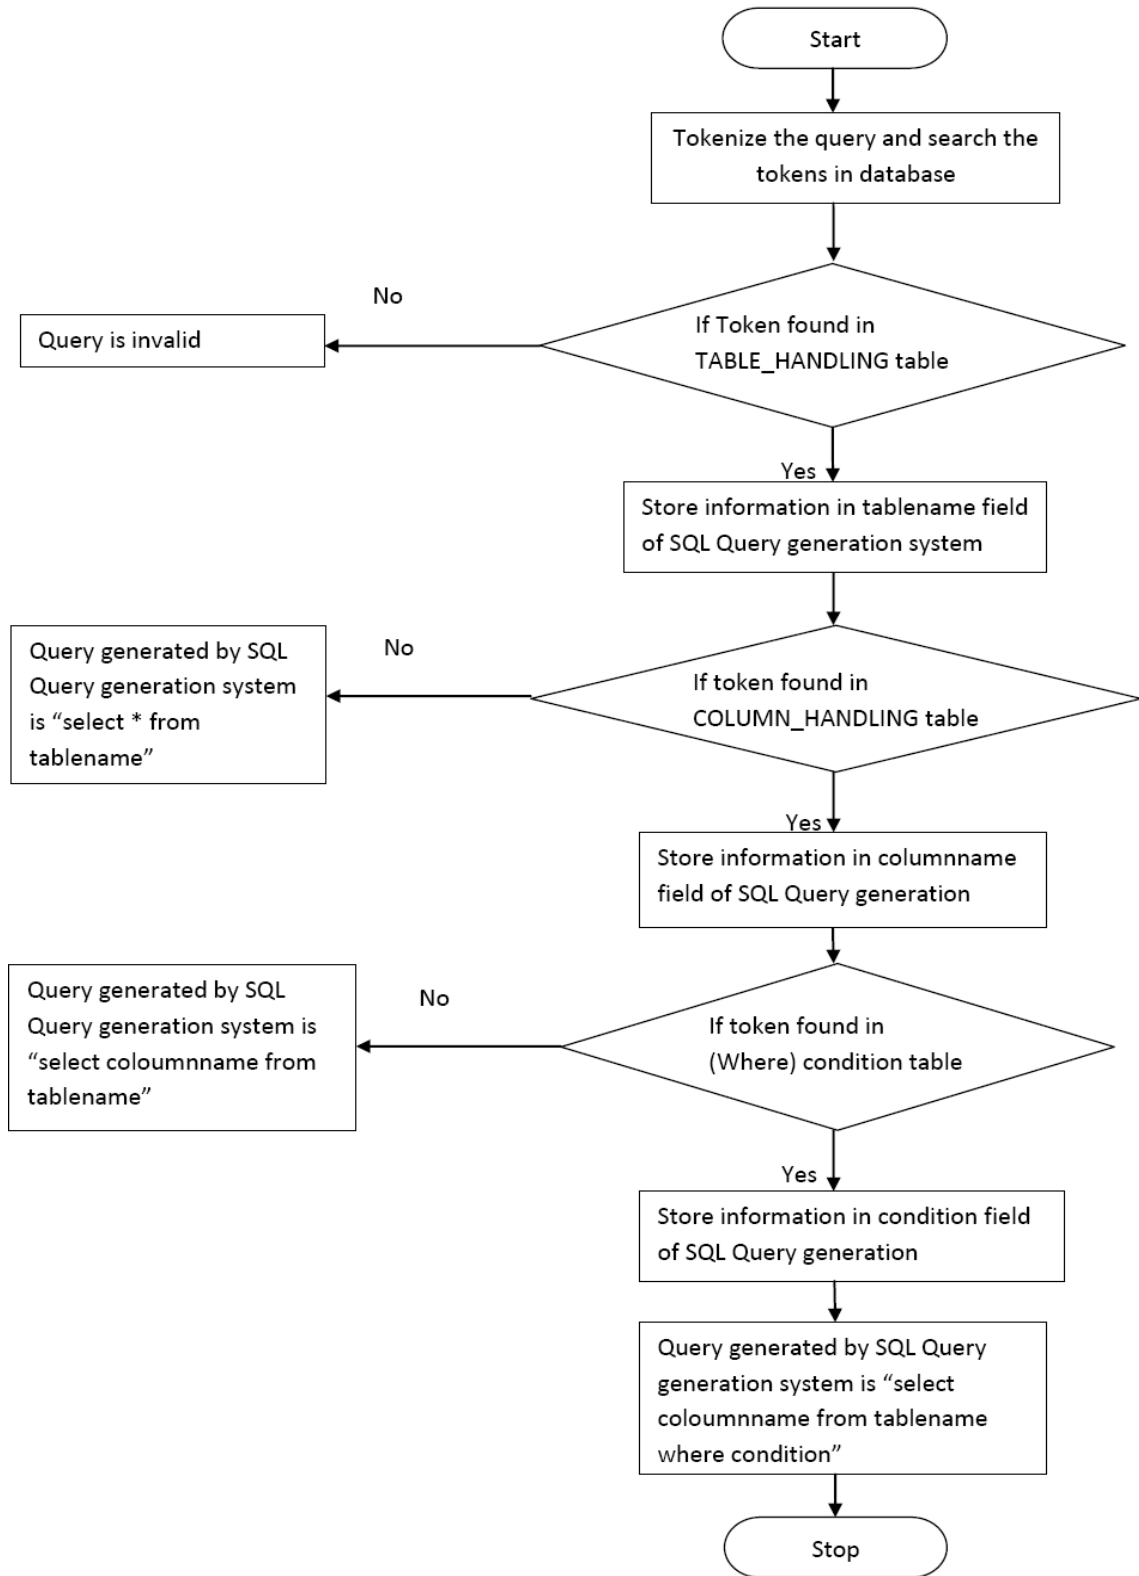 Start
Tokenize the query and search the
tokens in database
No
If Token found in
TABLE_HANDLING table
Query is invalid
Yes
Store information in tablename field
of SQL Query generation system
No
If token found in
COLUMN_HANDLING table
Query generated by SQL
Query generation system
is “select * from
tablename”
Yes
Store information in columnname
field of SQL Query generation
No
If token found in
(Where) condition table
Query generated by SQL
Query generation system is
“select coloumnname from
tablename”
Yes
Store information in condition field
of SQL Query generation
Query generated by SQL Query
generation system is “select
coloumnname from tablename
where condition”
Stop